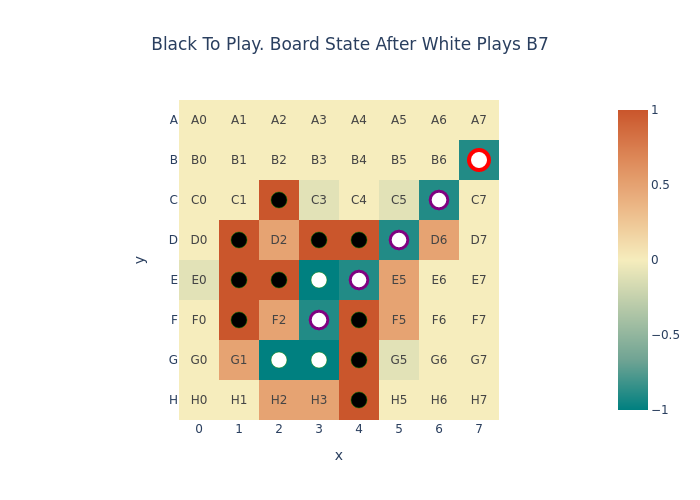 Black To Play. Board State After White Plays B7
A A0 A1 A2 A3 A4 A5 A6 A7
B B0 B1 B2 B3 B4 B5 B6
C C0 C1 C3 C4 C5 C7
D D0 D2 D6 D7
E E0 E5 E6 E7
F F0 F2 F5 F6 F7
G G0 G1 G5 G6 G7
H H0 H1 H2 H3 H5 H6 H7
0 1 2 3 4 5 6 7
x
y
1
0.5
0
−0.5
−1